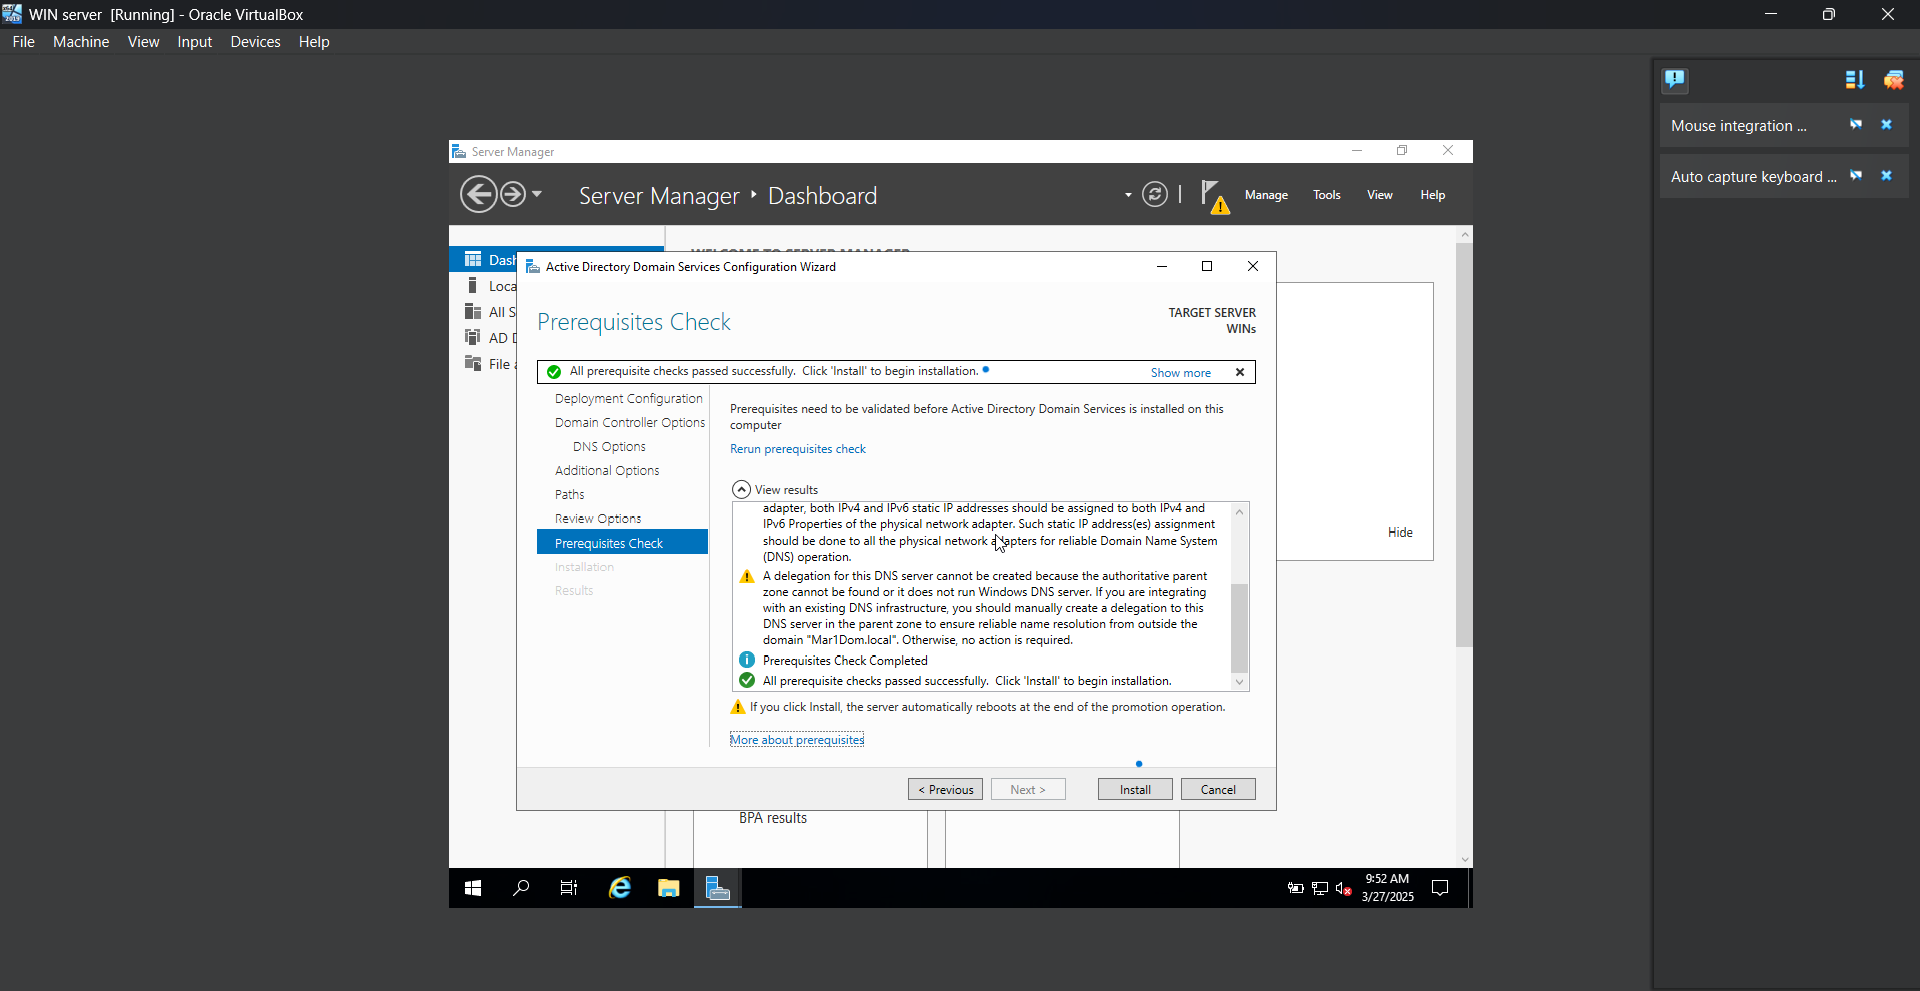 WIN server [Running] - Oracle VirtualBox
File Machine View Input Devices Help
Mouse integration ...
Auto capture keyboard ...
Server Manager
Server Manager Dashboard
Manage Tools View Help
Dash
Loca
All S
AD D
File a
Active Directory Domain Services Configuration Wizard
Prerequisites Check
TARGET SERVER
WINs
All prerequisite checks passed successfully. Click 'Install' to begin installation.
Show more
Deployment Configuration
Domain Controller Options
DNS Options
Additional Options
Paths
Review Options
Prerequisites Check
Installation
Results
Prerequisites need to be validated before Active Directory Domain Services is installed on this
computer
Rerun prerequisites check
View results
adapter, both IPv4 and IPv6 static IP addresses should be assigned to both IPv4 and
IPv6 Properties of the physical network adapter. Such static IP address(es) assignment
should be done to all the physical network adapters for reliable Domain Name System
(DNS) operation.
A delegation for this DNS server cannot be created because the authoritative parent
zone cannot be found or it does not run Windows DNS server. If you are integrating
with an existing DNS infrastructure, you should manually create a delegation to this
DNS server in the parent zone to ensure reliable name resolution from outside the
domain "Mar1Dom.local". Otherwise, no action is required.
Prerequisites Check Completed
All prerequisite checks passed successfully. Click 'Install' to begin installation.
If you click Install, the server automatically reboots at the end of the promotion operation.
More about prerequisites
< Previous Next > Install Cancel
Hide
BPA results
9:52 AM
3/27/2025